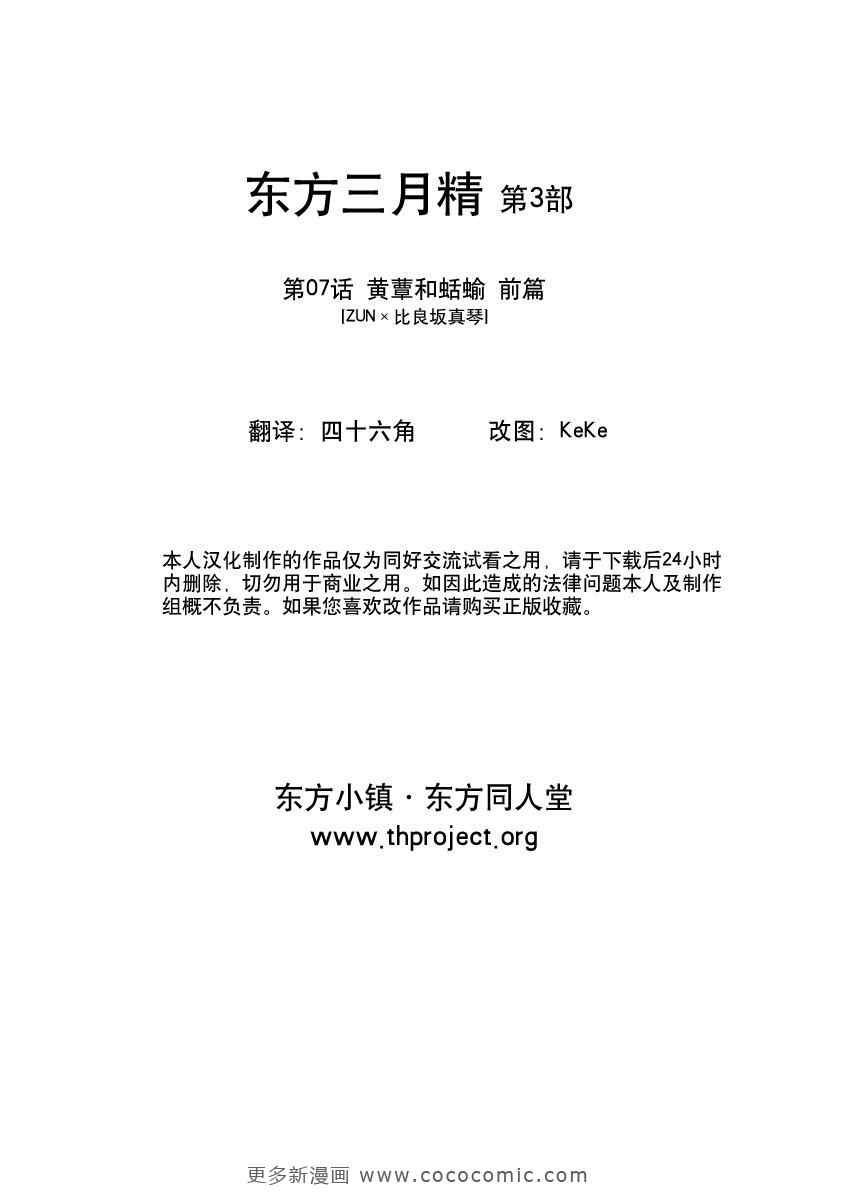 东方三月精 第3部
第07话 黄蕈和蛞蝓 前篇
|ZUN × 比良坂真琴|
翻译：四十六角 改图：KeKe
本人汉化制作的作品仅为同好交流试看之用，请于下载后24小时
内删除，切勿用于商业之用。如因此造成的法律问题本人及制作
组概不负责。如果您喜欢改作品请购买正版收藏。
东方小镇·东方同人堂
www.thproject.org
更多新漫画 www.cococomic.com